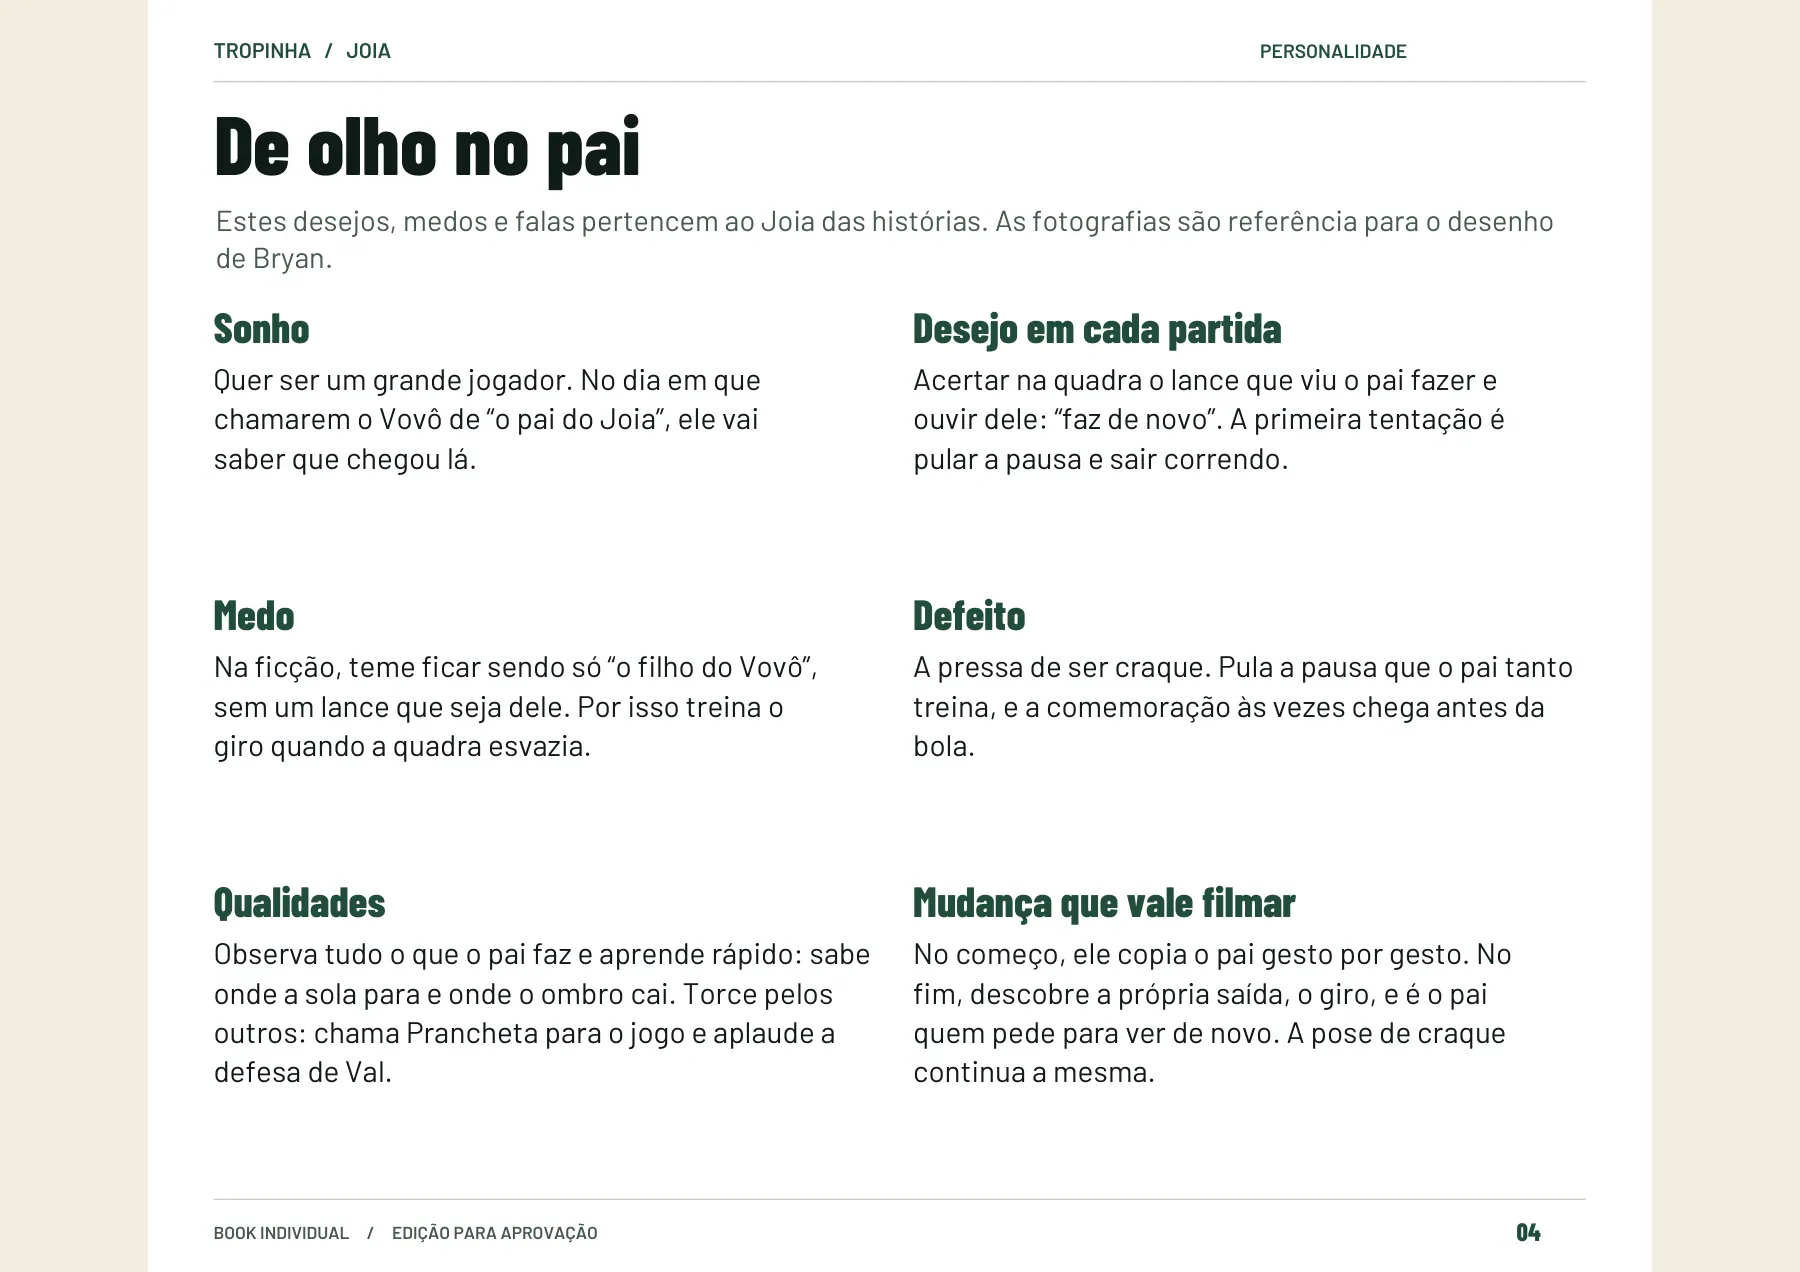 TROPINHA / JOIA
PERSONALIDADE
De olho no pai
Estes desejos, medos e falas pertencem ao Joia das histórias. As fotografias são referência para o desenho
de Bryan.
Sonho
Quer ser um grande jogador. No dia em que
chamarem o Vovô de “o pai do Joia”, ele vai
saber que chegou lá.
Desejo em cada partida
Acertar na quadra o lance que viu o pai fazer e
ouvir dele: “faz de novo”. A primeira tentação é
pular a pausa e sair correndo.
Medo
Na ficção, teme ficar sendo só “o filho do Vovô”,
sem um lance que seja dele. Por isso treina o
giro quando a quadra esvazia.
Defeito
A pressa de ser craque. Pula a pausa que o pai tanto
treina, e a comemoração às vezes chega antes da
bola.
Qualidades
Observa tudo o que o pai faz e aprende rápido: sabe
onde a sola para e onde o ombro cai. Torce pelos
outros: chama Prancheta para o jogo e aplaude a
defesa de Val.
Mudança que vale filmar
No começo, ele copia o pai gesto por gesto. No
fim, descobre a própria saída, o giro, e é o pai
quem pede para ver de novo. A pose de craque
continua a mesma.
BOOK INDIVIDUAL / EDIÇÃO PARA APROVAÇÃO
04